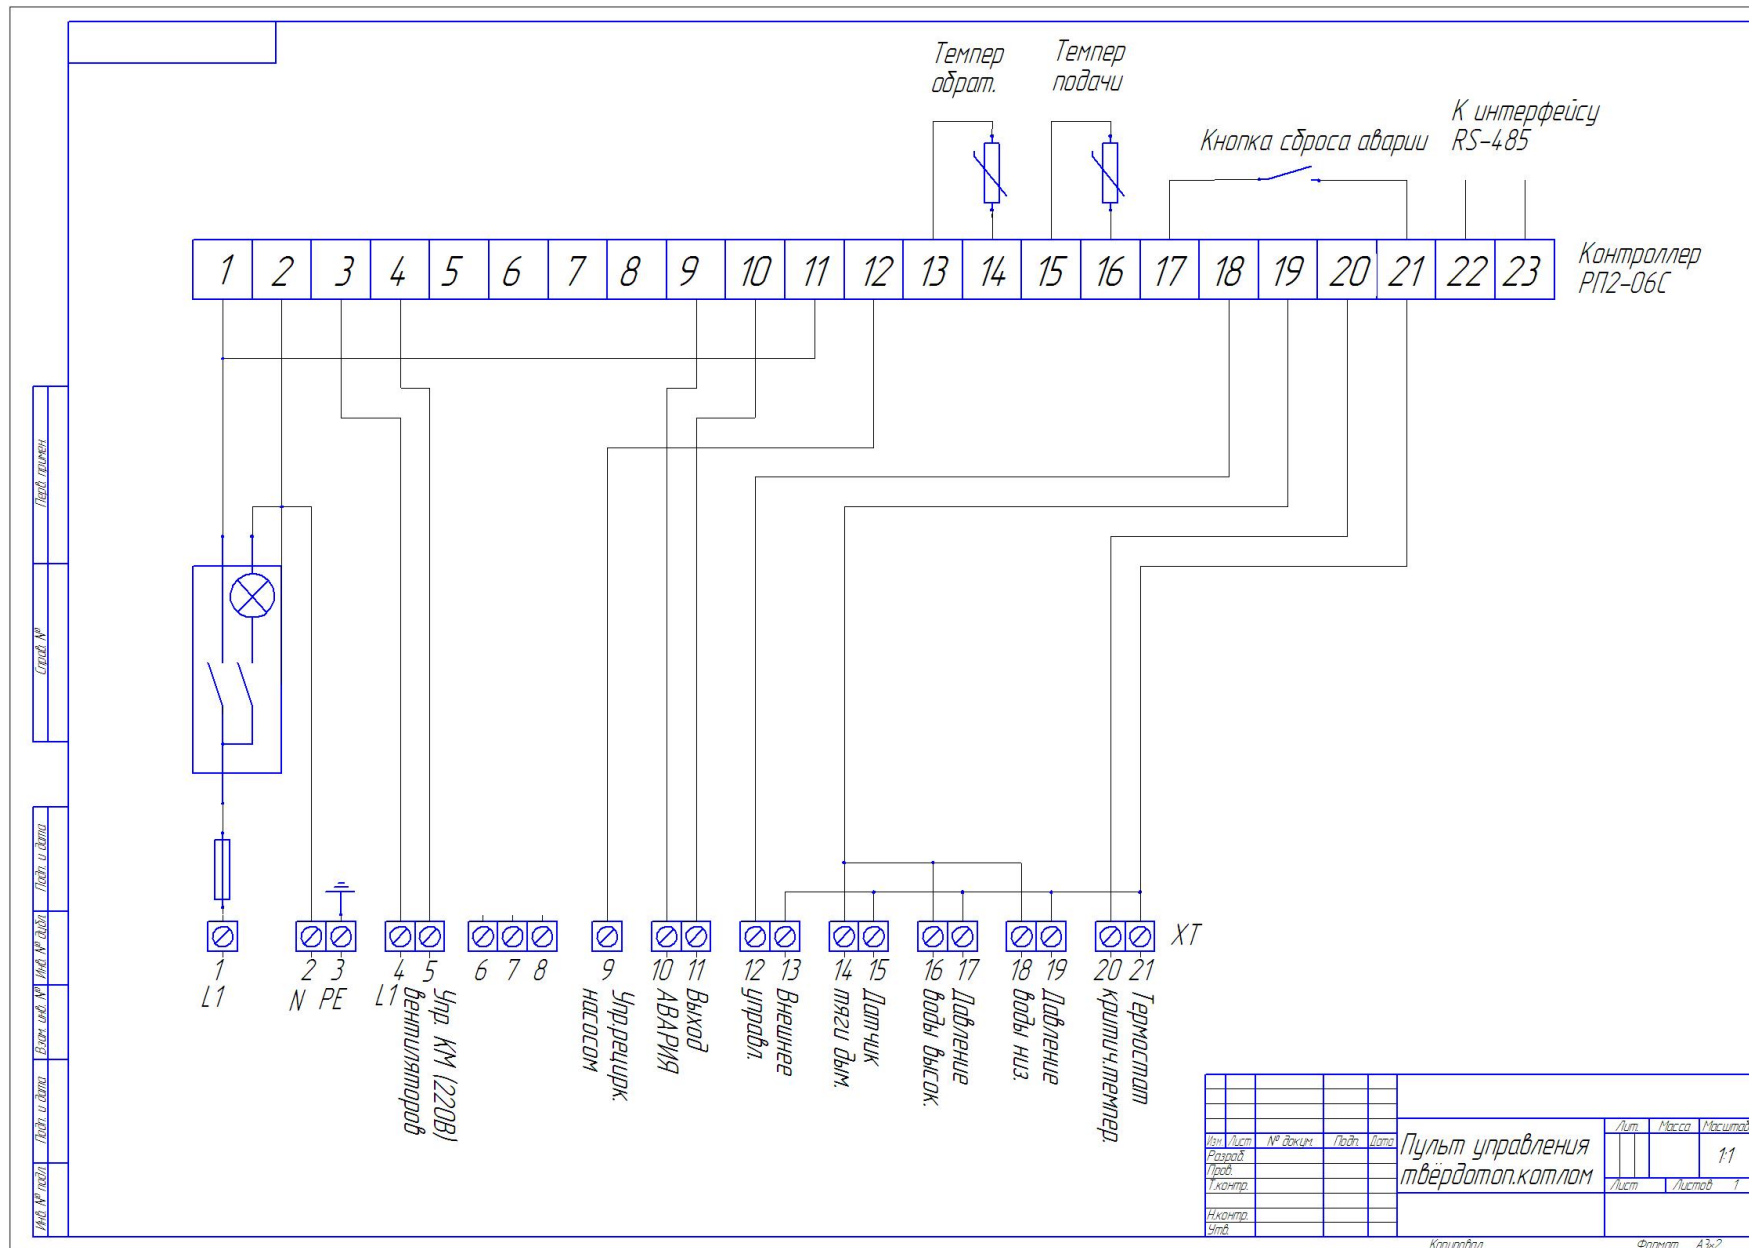 Темпер
обрат.
Темпер
подачи
Кнопка сброса аварии
К интерфейсу
RS-485
1 2 3 4 5 6 7 8 9 10 11 12 13 14 15 16 17 18 19 20 21 22 23
Контроллер
РП2-06С
XT
1 2 3 4 5 6 7 8 9 10 11 12 13 14 15 16 17 18 19 20 21
L1
N PE
L1
Упр. КМ (220В)
вентиляторов
Упр.рецирк.
насосом
Выход
АВАРИЯ
Внешнее
управл.
Датчик
тяги дым.
Давление
воды высок.
Давление
воды низ.
Термостат
критич.темпер.
Перв. примен.
Справ. №
Подп. и дата
Инв. № дубл.
Взам. инв. №
Подп. и дата
Инв. № подл.
Изм Лист № докум. Подп. Дата
Разраб.
Пров.
Т.контр.
Н.контр.
Утв.
Пульт управления
твёрдотоп.котлом
Лит. Масса Масштаб
1:1
Лист Листов 1
Копировал Формат А3x2